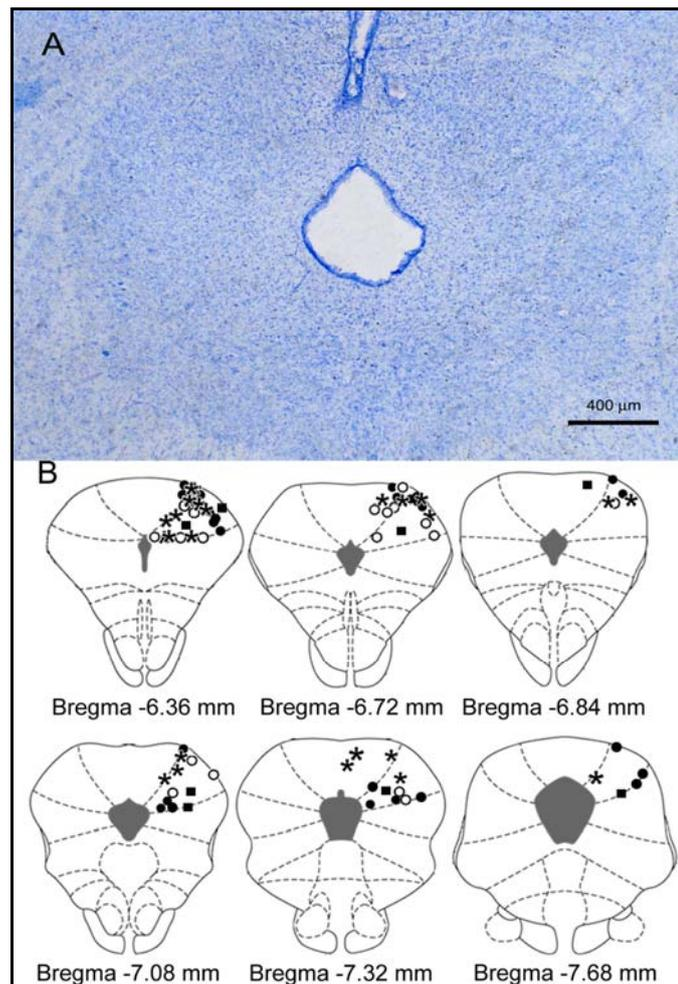 A
400 μm
B
Bregma -6.36 mm
Bregma -6.72 mm
Bregma -6.84 mm
Bregma -7.08 mm
Bregma -7.32 mm
Bregma -7.68 mm